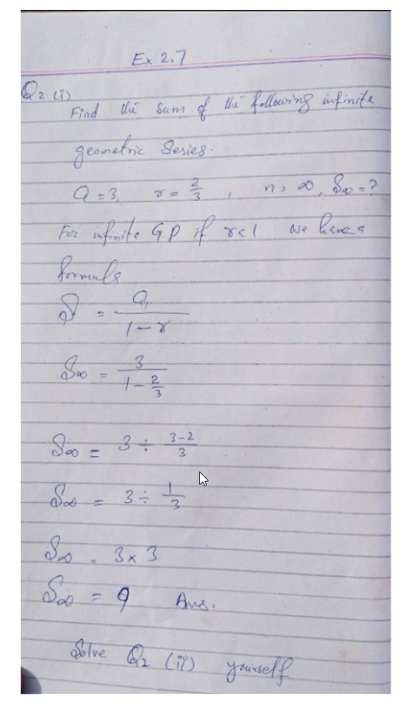 Ex 2.7
Q2 (i)
Find the sum of the following infinite
geometric series.
a = 3, r = 2/3, n = ∞, S∞ = ?
For infinite G.P if r<1 we have a
formula
S = a₁/(1-r)
S∞ = 3/(1-2/3)
S∞ = 3 ÷ (3-2)/3
S∞ = 3 ÷ 1/3
S∞ = 3×3
S∞ = 9 Ans.
Solve Q2 (ii) yourself